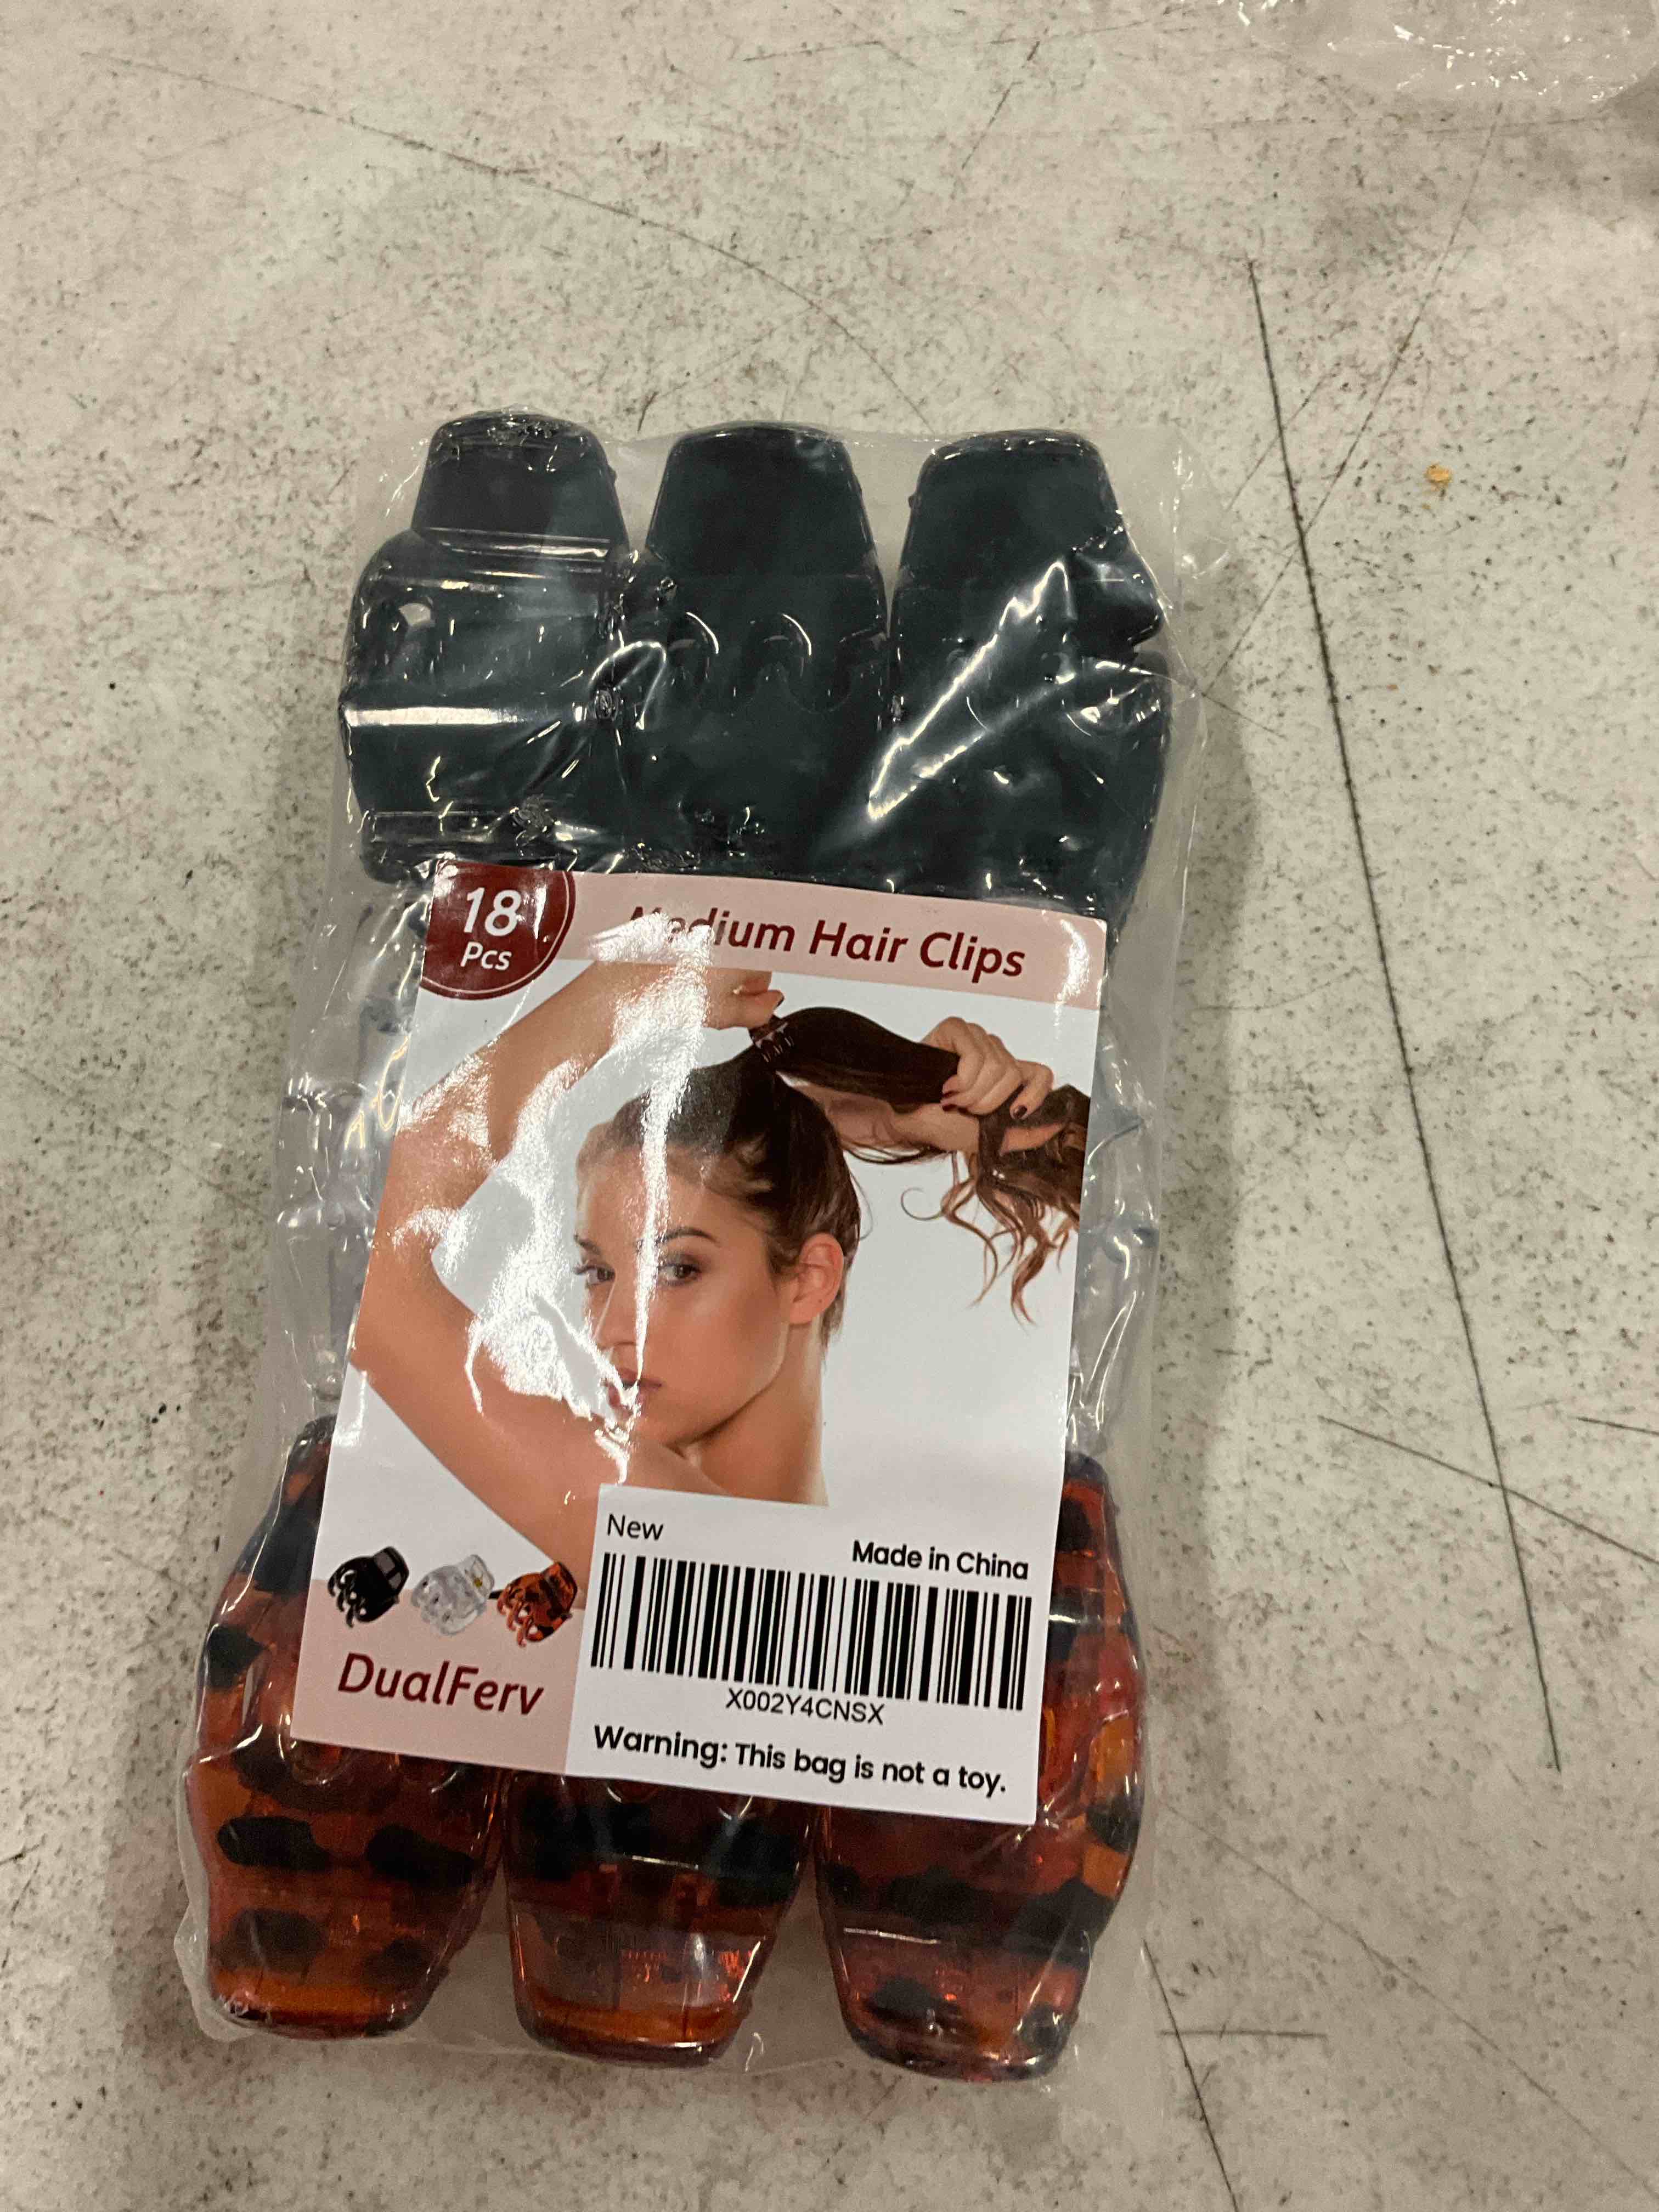 18
Pcs
Medium Hair Clips
New
Made in China
X002Y4CNSX
DualFerv
Warning: This bag is not a toy.